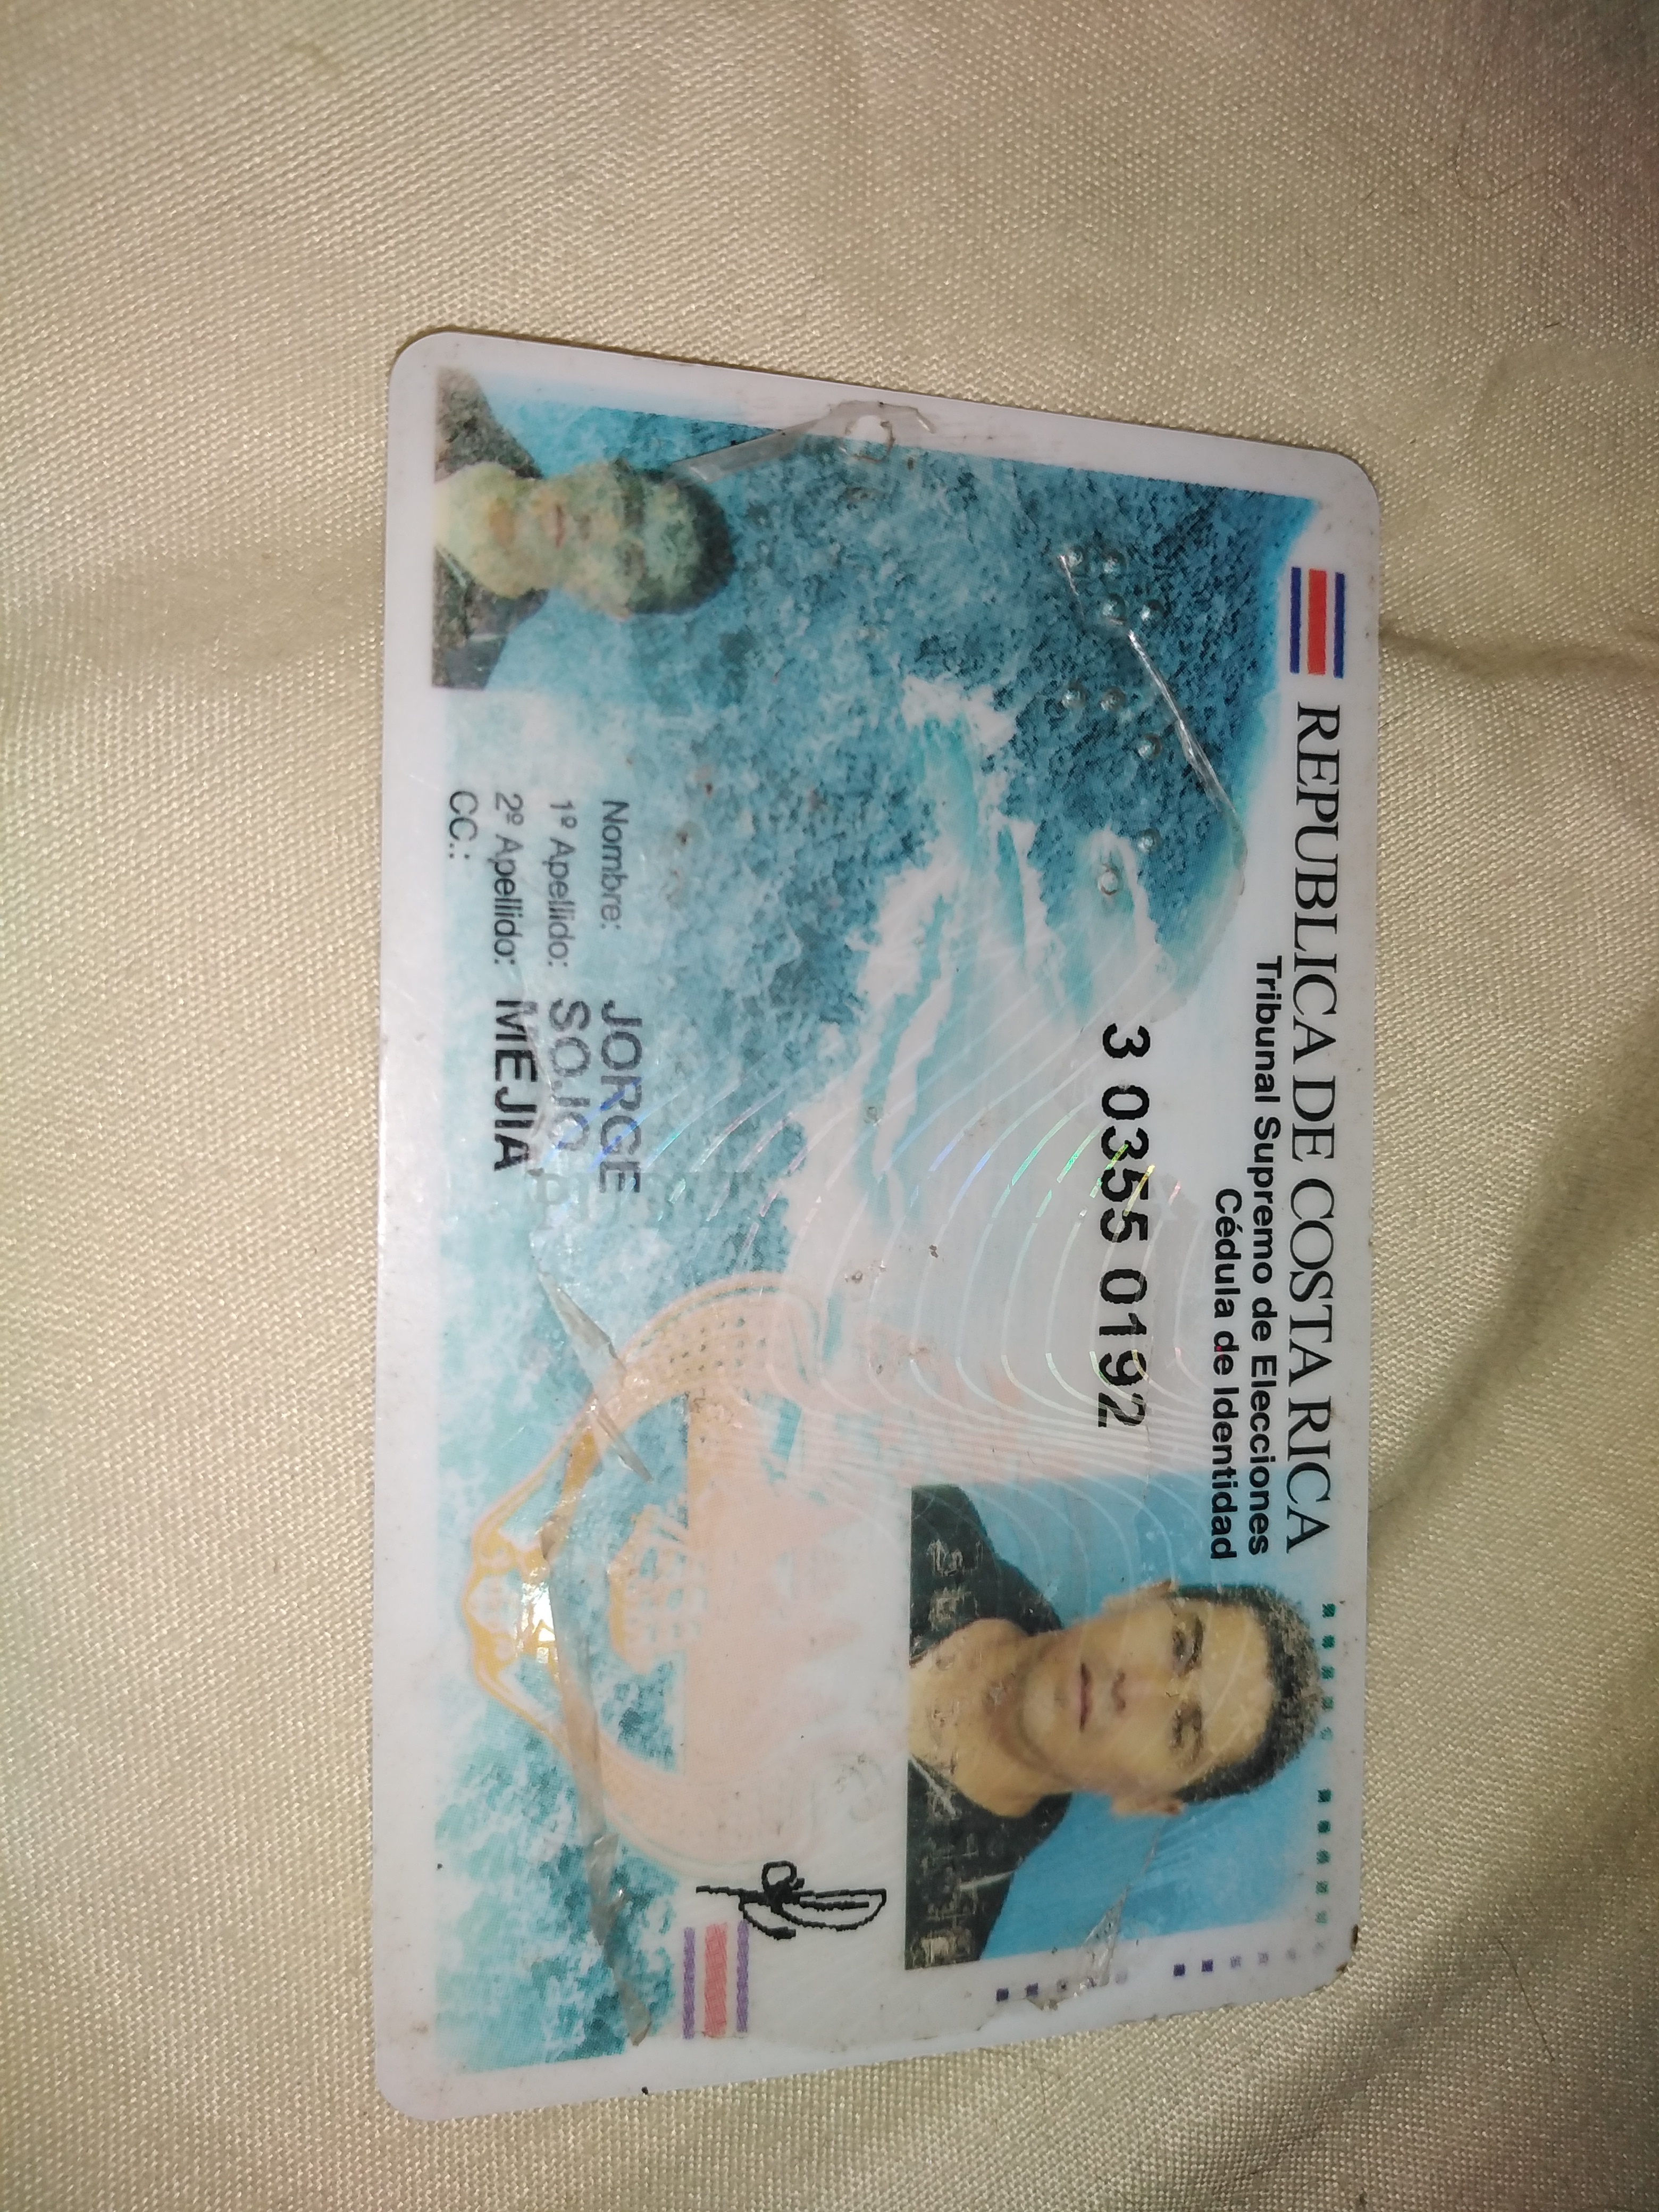 REPUBLICA DE COSTA RICA
Tribunal Supremo de Elecciones
Cédula de Identidad
3 0355 0192
Nombre: JORGE
1º Apellido: SOJO
2º Apellido: MEJIA
CC.: